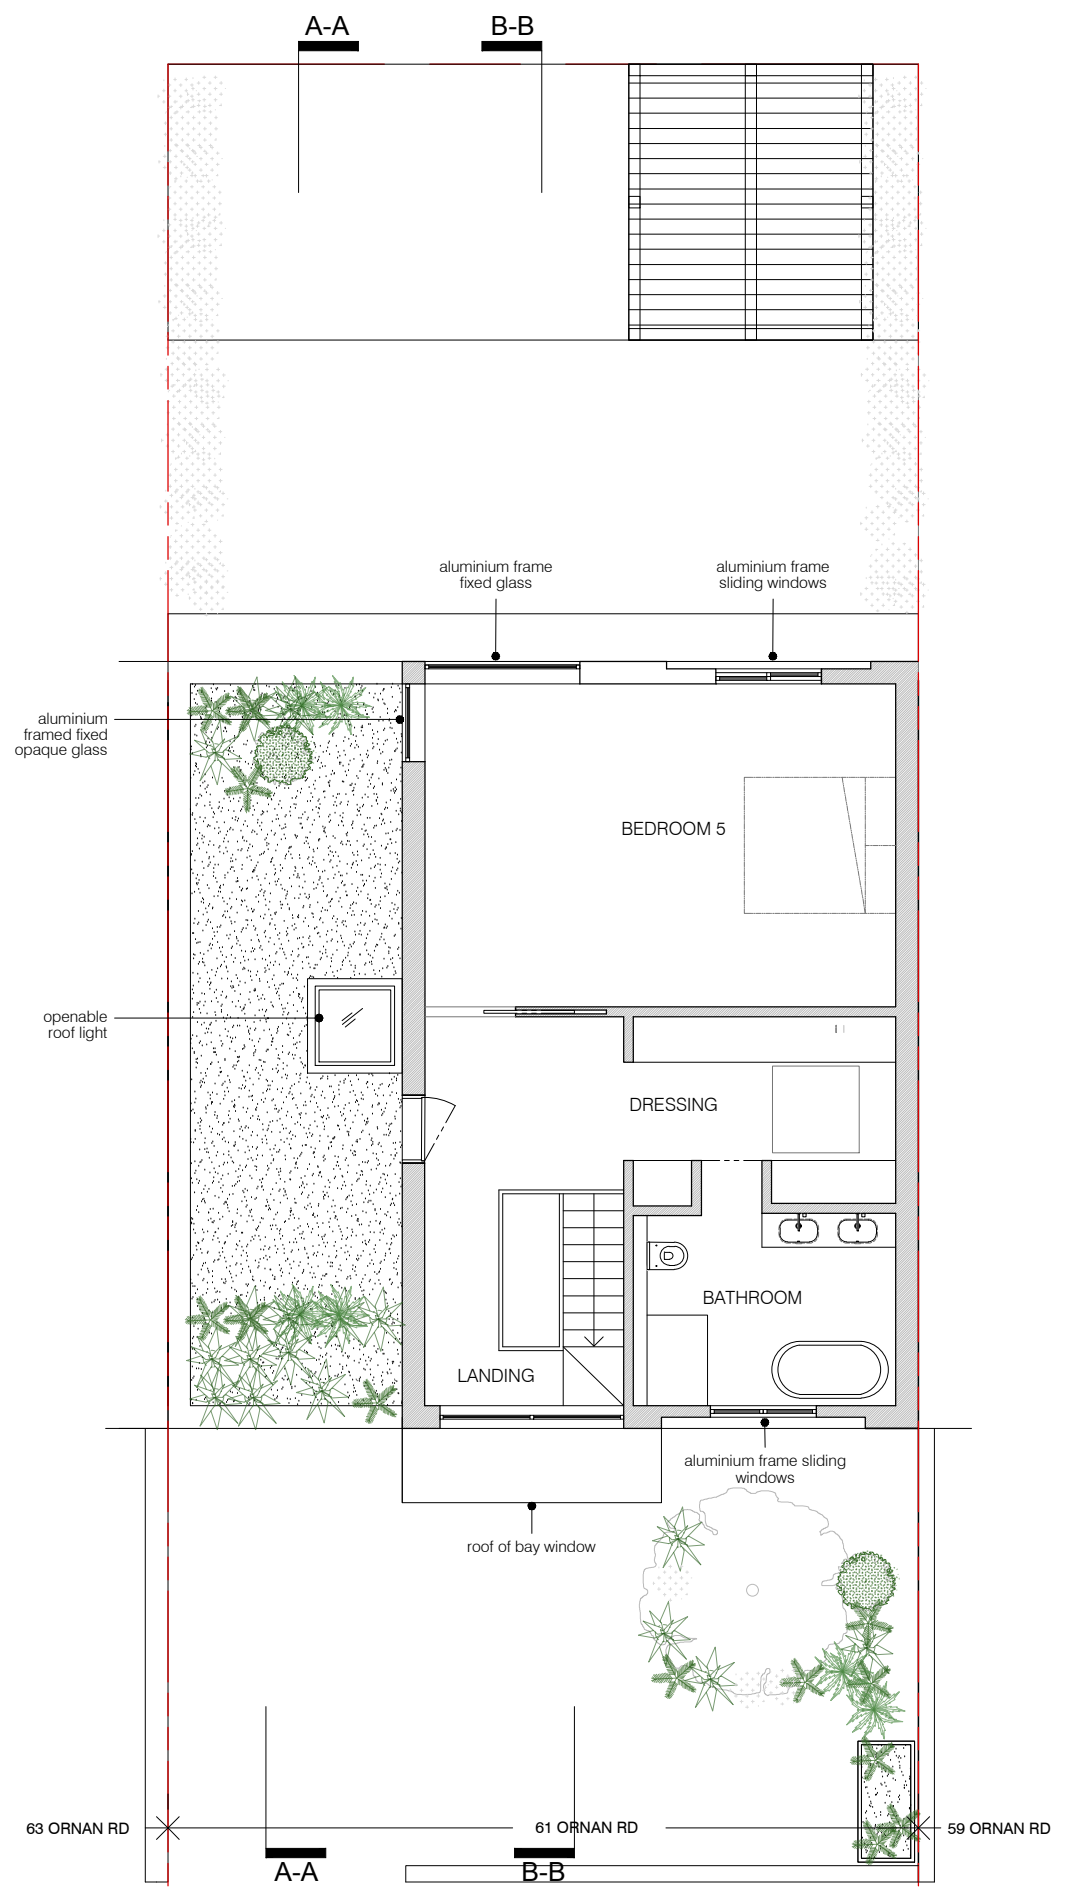 A-A
B-B
aluminium frame
fixed glass
aluminium frame
sliding windows
aluminium
framed fixed
opaque glass
BEDROOM 5
openable
roof light
DRESSING
BATHROOM
LANDING
aluminium frame sliding
windows
roof of bay window
63 ORNAN RD
61 ORNAN RD
59 ORNAN RD
A-A
B-B